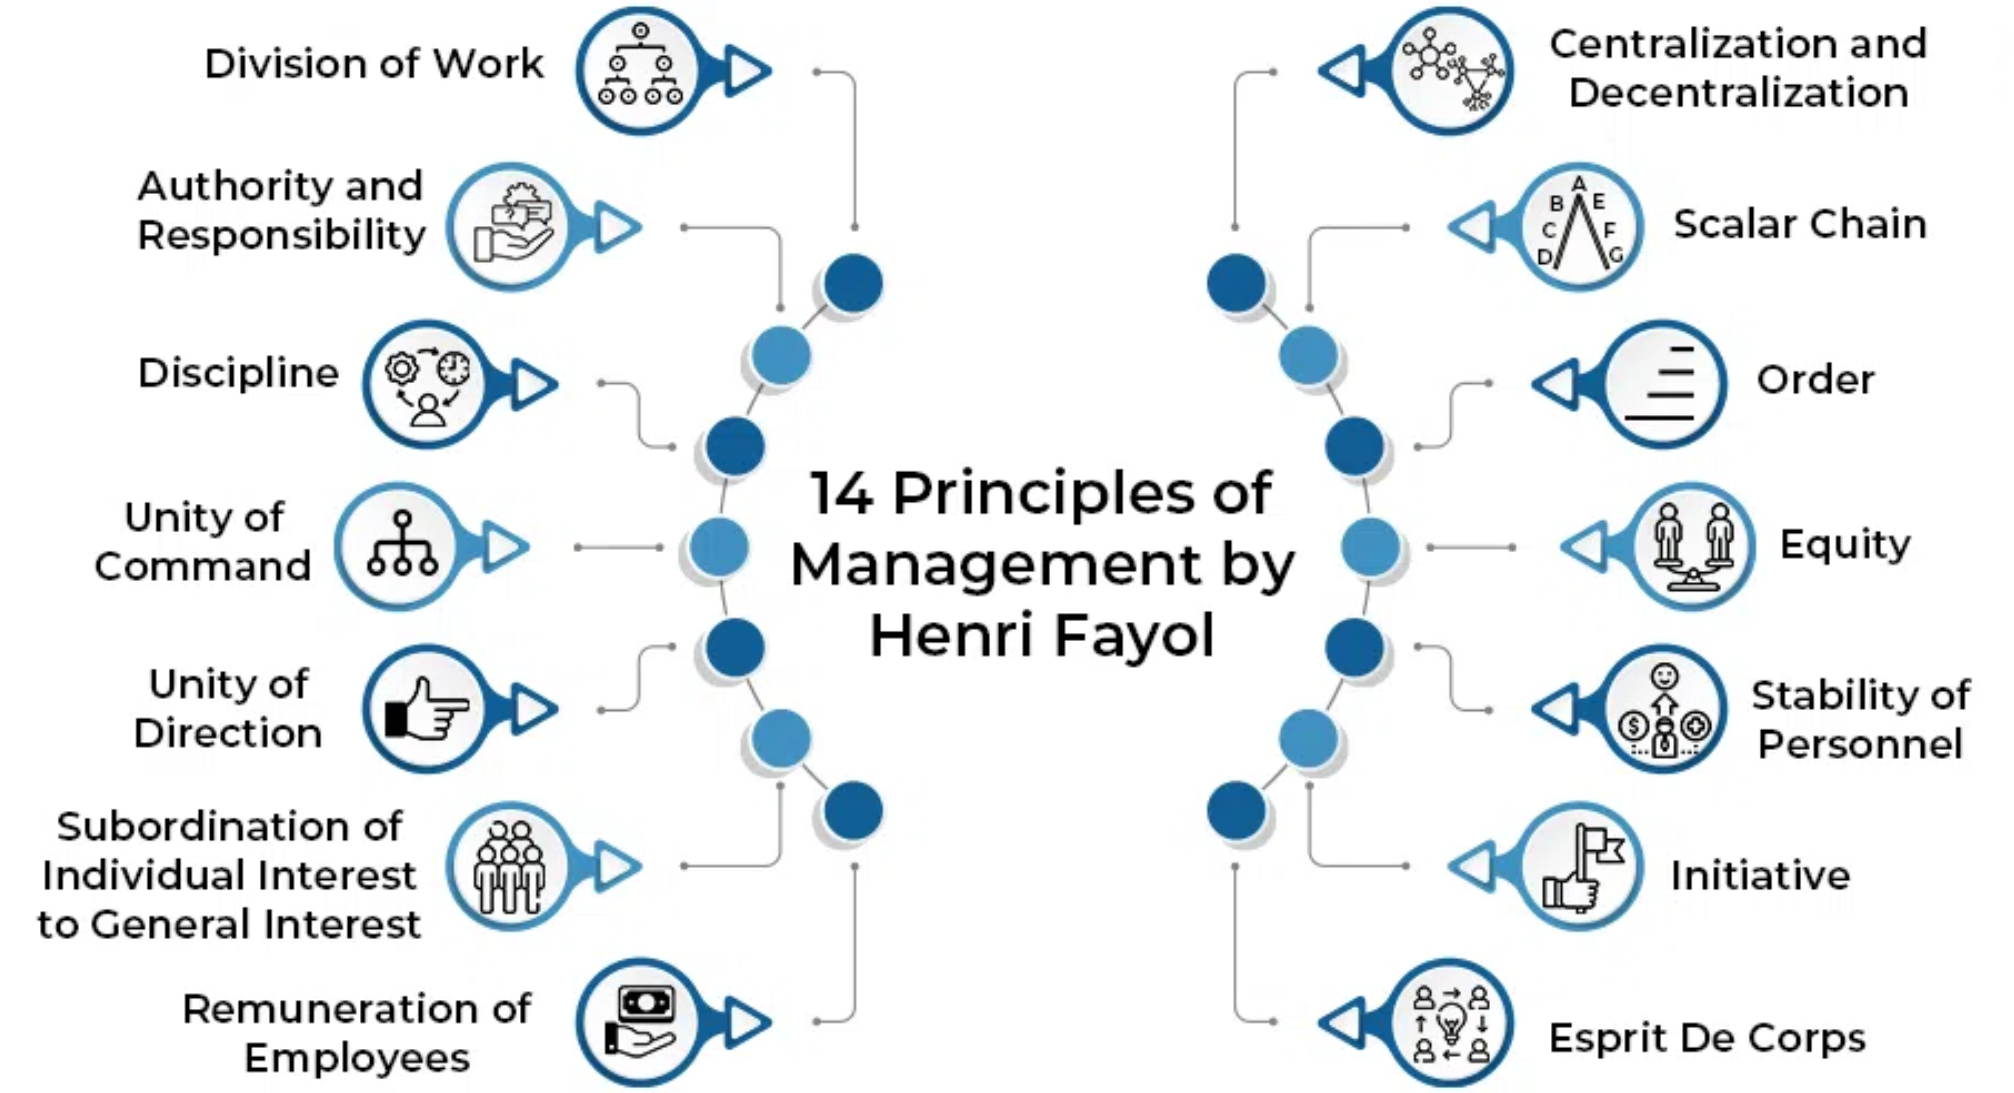 Division of Work
Authority and
Responsibility
Discipline
Unity of
Command
Unity of
Direction
Subordination of
Individual Interest
to General Interest
Remuneration of
Employees
14 Principles of
Management by
Henri Fayol
Centralization and
Decentralization
A
B E
C F
D G
Scalar Chain
Order
Equity
$
Stability of
Personnel
Initiative
Esprit De Corps